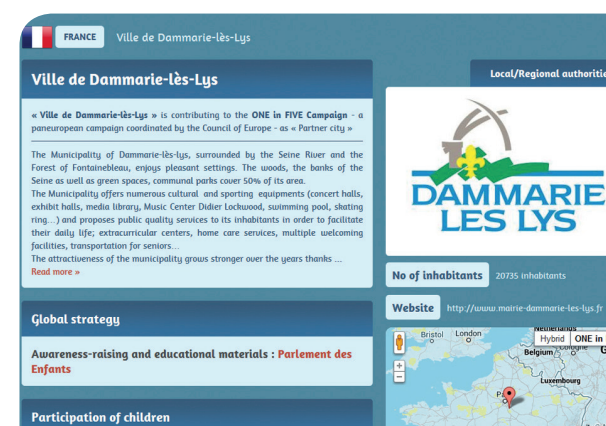 FRANCE Ville de Dammarie-lès-Lys
Ville de Dammarie-lès-Lys
« Ville de Dammarie-lès-Lys » is contributing to the ONE in FIVE Campaign - a
paneuropean campaign coordinated by the Council of Europe - as « Partner city »
The Municipality of Dammarie-lès-lys, surrounded by the Seine River and the
Forest of Fontainebleau, enjoys pleasant settings. The woods, the banks of the
Seine as well as green spaces, communal parks cover 50% of its area.
The Municipality offers numerous cultural and sporting equipments (concert halls,
exhibit halls, media library, Music Center Didier Lockwood, swimming pool, skating
ring...) and proposes public quality services to its inhabitants in order to facilitate
their daily life; extracurricular centers, home care services, multiple welcoming
facilities, transportation for seniors...
The attractiveness of the municipality grows stronger over the years thanks ...
Read more »
Global strategy
Awareness-raising and educational materials : Parlement des
Enfants
Participation of children
Local/Regional authoritie
DAMMARIE
LES LYS
No of inhabitants 20735 inhabitants
Website http://www.mairie-dammarie-les-lys.fr
Bristol London
Netherlands
Hybrid ONE in
Belgium Cologne
Luxembourg